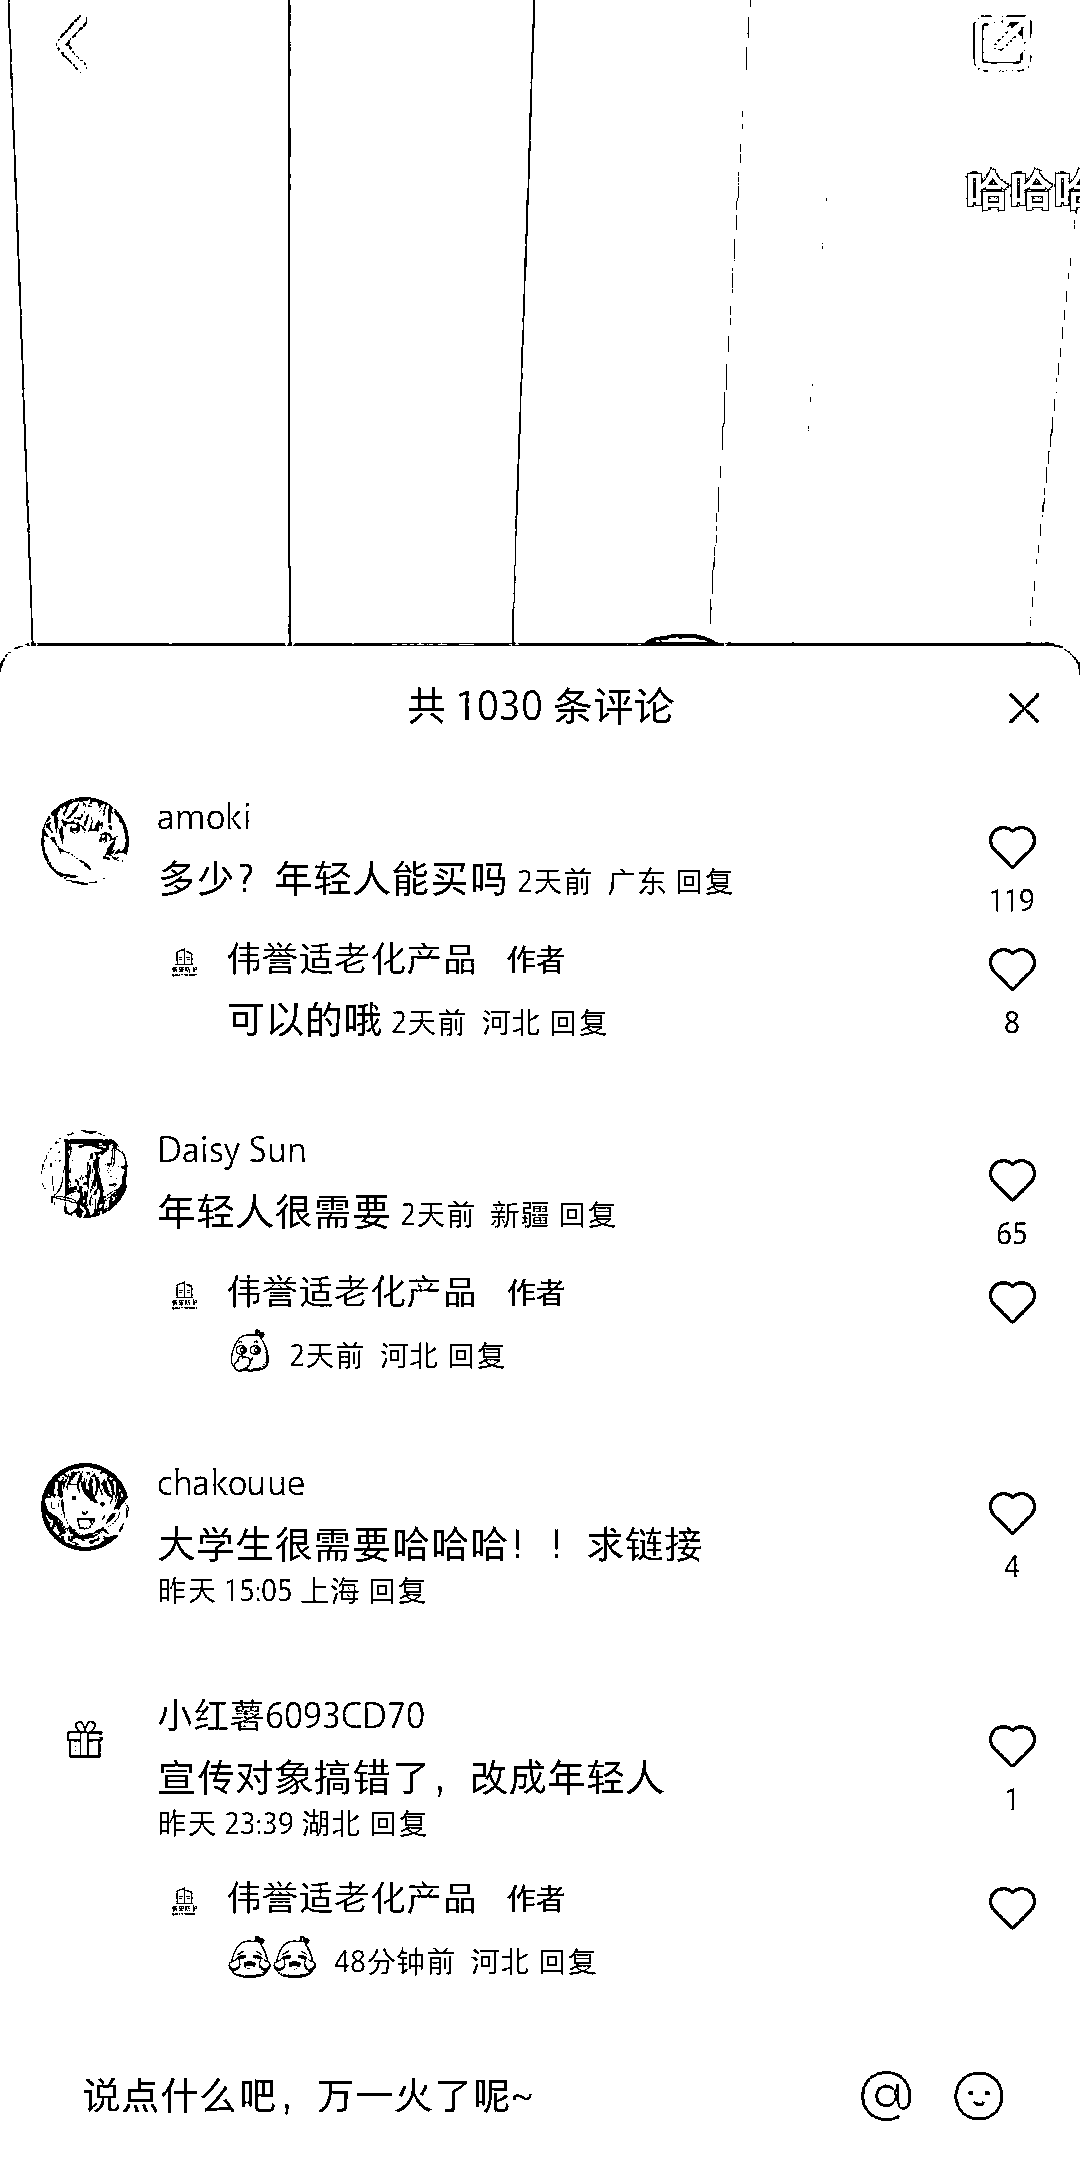 哈哈哈
共 1030 条评论
amoki
多少？年轻人能买吗 2天前 广东 回复
119
伟誉适老化产品 作者
可以的哦 2天前 河北 回复
8
Daisy Sun
年轻人很需要 2天前 新疆 回复
65
伟誉适老化产品 作者
2天前 河北 回复
chakouue
大学生很需要哈哈哈！！求链接
昨天 15:05 上海 回复
4
小红薯6093CD70
宣传对象搞错了，改成年轻人
昨天 23:39 湖北 回复
1
伟誉适老化产品 作者
48分钟前 河北 回复
说点什么吧，万一火了呢~